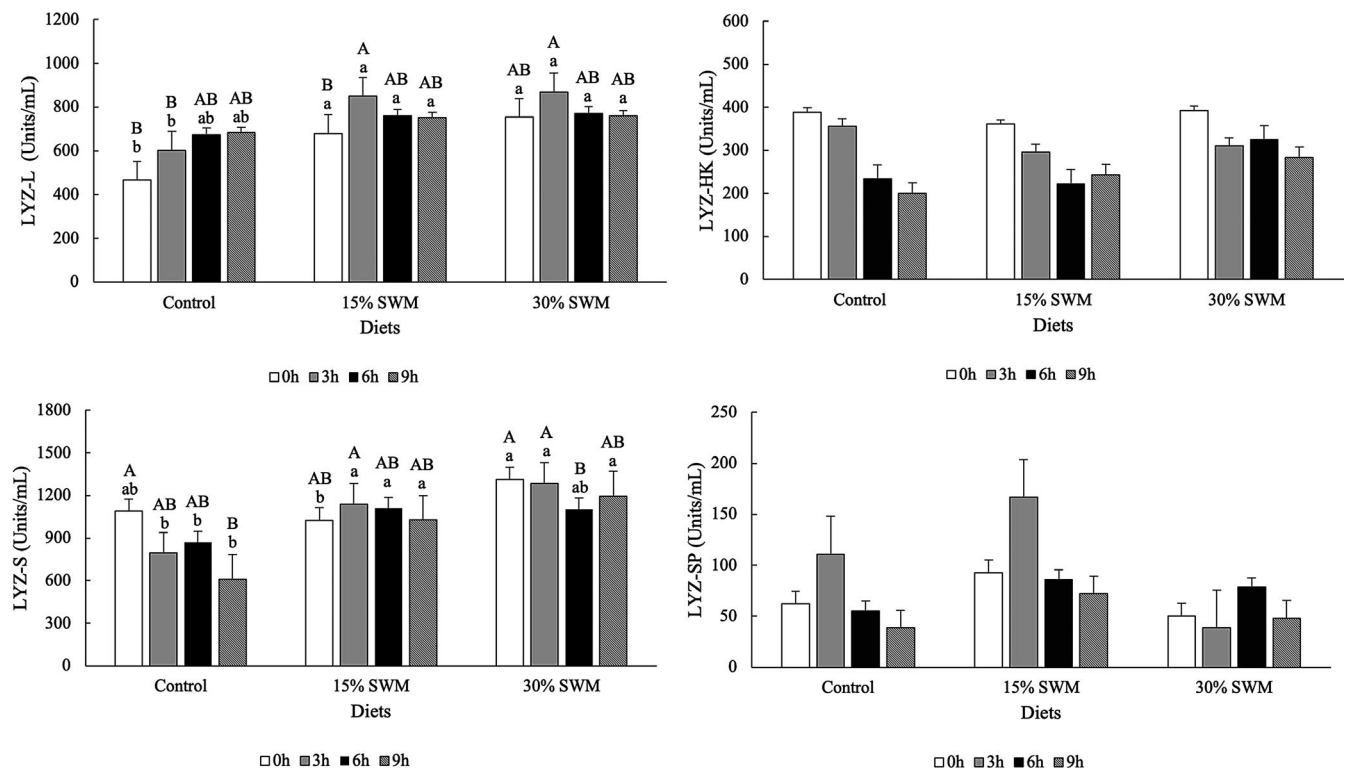 LYZ-L (Units/mL)
1200
1000
800
600
400
200
0
B
b
B
b
AB
ab
AB
ab
B
a
A
a
AB
a
AB
a
AB
a
A
a
AB
a
AB
a
Control 15% SWM 30% SWM
Diets
0h 3h 6h 9h
LYZ-HK (Units/mL)
600
500
400
300
200
100
0
Control 15% SWM 30% SWM
Diets
0h 3h 6h 9h
LYZ-S (Units/mL)
1800
1500
1200
900
600
300
0
A
ab
AB
b
AB
b
B
b
AB
b
A
a
AB
a
AB
a
A
a
A
a
B
ab
AB
a
Control 15% SWM 30% SWM
Diets
0h 3h 6h 9h
LYZ-SP (Units/mL)
250
200
150
100
50
0
Control 15% SWM 30% SWM
Diets
0h 3h 6h 9h